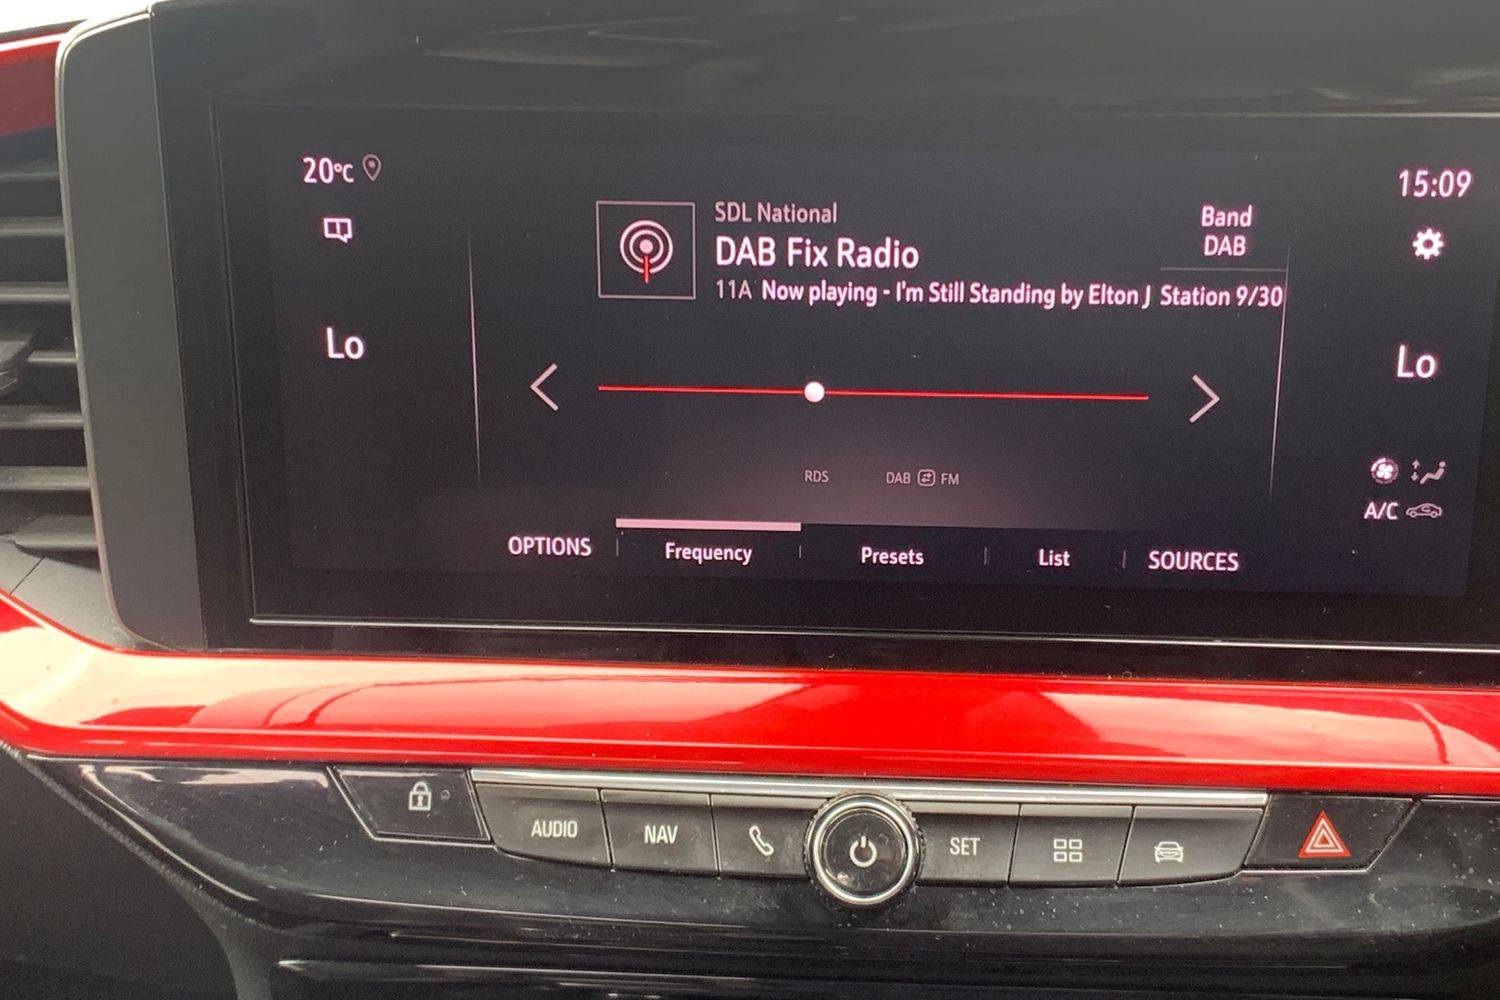 20°C
15:09
SDL National
Band
DAB
DAB Fix Radio
11A Now playing - I'm Still Standing by Elton J
Station 9/30
Lo
Lo
RDS
DAB FM
A/C
OPTIONS
Frequency
Presets
List
SOURCES
AUDIO
NAV
SET